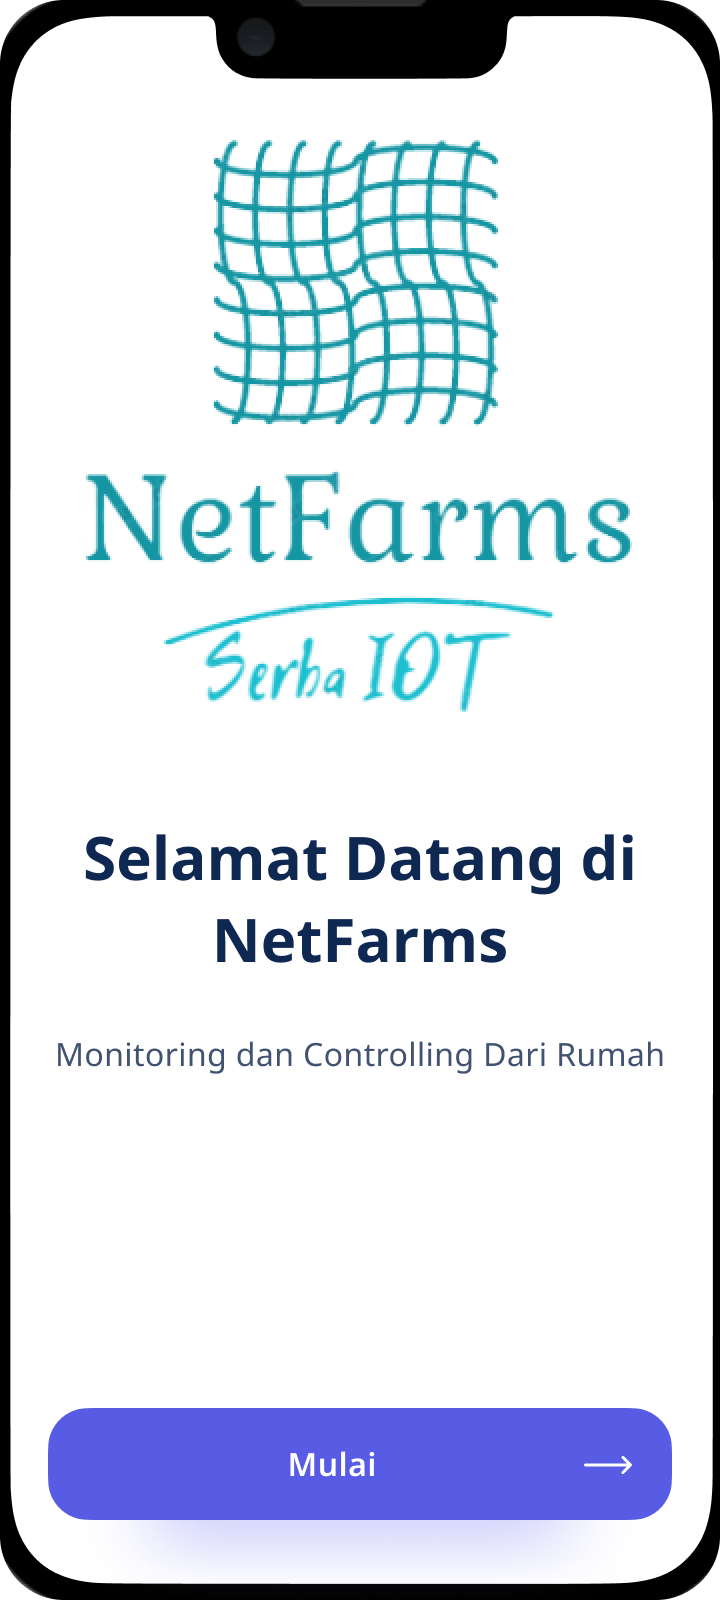 NetFarms
Serba IOT
Selamat Datang di
NetFarms
Monitoring dan Controlling Dari Rumah
Mulai